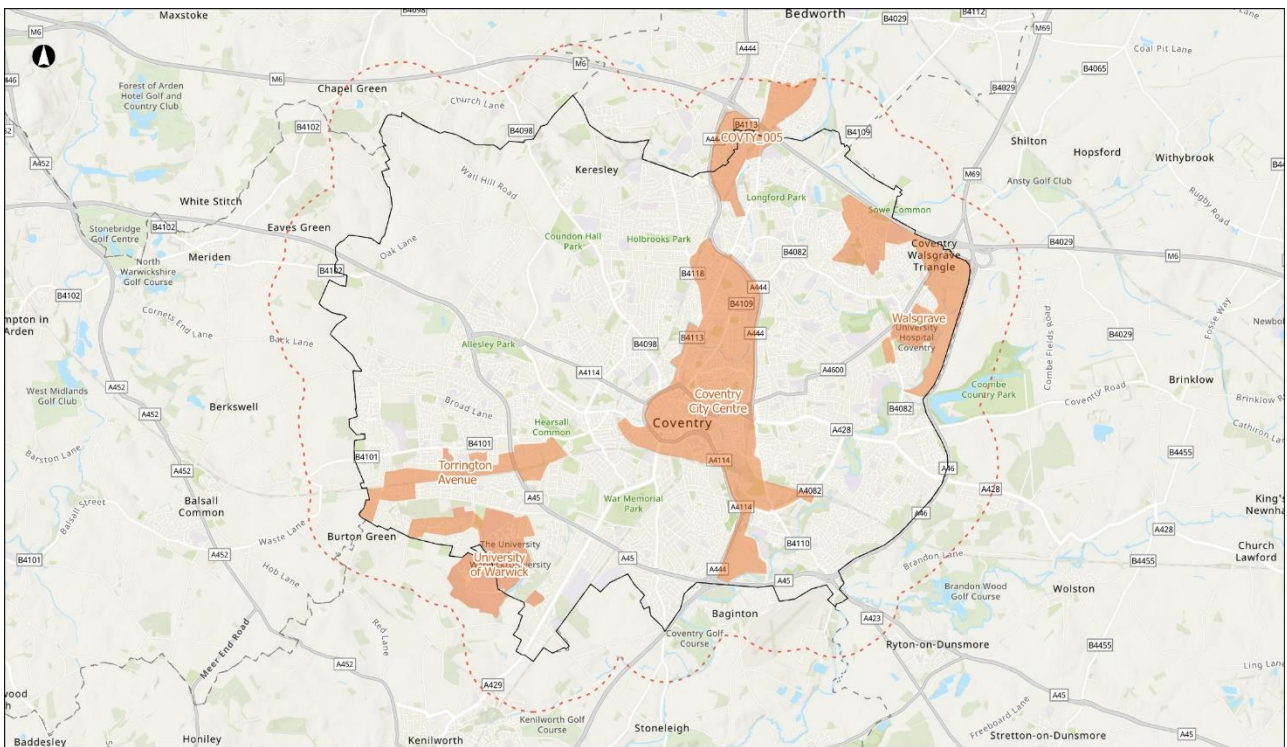 Maxstoke
B4098
Bedworth
B4029
B4112
M69
Lane
A444
Coal Pit Lane
M6
M6
M6
B4065
Forest of Arden
Hotel Golf and
Country Club
Chapel Green
Church Lane
B4029
B4102
B4098
B4113
COVTY_005
B4109
Shilton
Hopsford
Withybrook
A452
Keresley
Wall Hill Road
M69
Ansty Golf Club
White Stitch
Longford Park
Sowe Common
Rugby Road
Stonebridge
Golf Centre
B4102
Eaves Green
Coundon Hall
Park
Holbrooks Park
Oak Lane
B4082
Coventry
Walsgrave
Triangle
B4029
Meriden
North
Warwickshire
Golf Course
B4102
B4118
A444
M6
B4102
B4109
Fosse Way
Arden
Cornets End Lane
Walsgrave
University
Hospital
Coventry
Combe Fields Road
B4029
Back Lane
Allesley Park
B4098
B4113
A444
A4114
A4600
Coombe
Country Park
Brinklow
West Midlands
Golf Club
A452
Berkswell
Broad Lane
Coventry
City Centre
B4082
Coventry Road
A452
Hearsall
Common
Coventry
A428
Cathiron Lane
Barston Lane
B4101
B4101
Torrington
Avenue
A4114
A46
B4455
A452
A45
War Memorial
Park
A4082
A428
Balsall Street
Balsall
Common
A4114
A46
A428
King's
Waste Lane
Burton Green
B4110
Church
Lawford
B4101
A452
The University
University
of Warwick
A45
Brandon Lane
B4455
Hob Lane
A444
A45
Brandon Wood
Golf Course
Wolston
Baginton
Red Lane
Meer End Road
Coventry Golf
Course
A423
Ryton-on-Dunsmore
B4455
A452
A429
Ling Lane
A45
Kenilworth Golf
Course
Stoneleigh
Freeboard Lane
A45
Baddesley
Honiley
Kenilworth
Stretton-on-Dunsmore